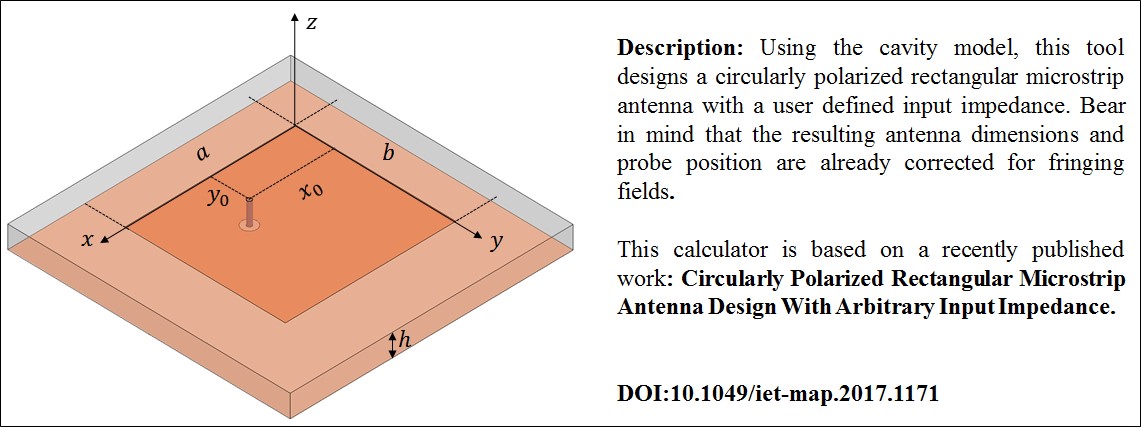 z
a
b
y0
x0
x
y
h
Description: Using the cavity model, this tool
designs a circularly polarized rectangular microstrip
antenna with a user defined input impedance. Bear
in mind that the resulting antenna dimensions and
probe position are already corrected for fringing
fields.
This calculator is based on a recently published
work: Circularly Polarized Rectangular Microstrip
Antenna Design With Arbitrary Input Impedance.
DOI:10.1049/iet-map.2017.1171